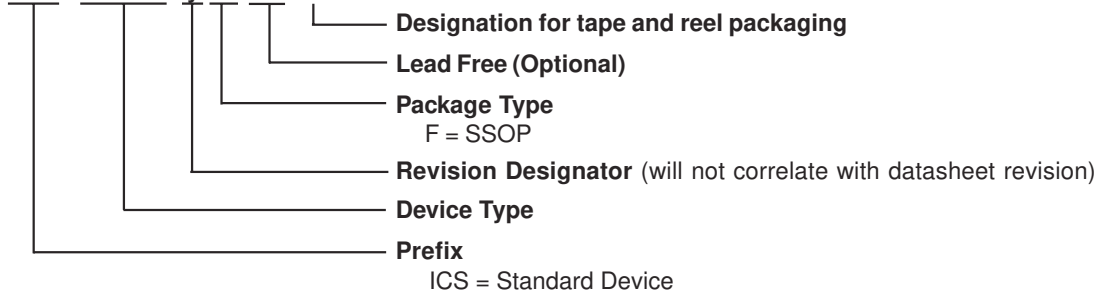 Designation for tape and reel packaging
Lead Free (Optional)
Package Type
F = SSOP
Revision Designator (will not correlate with datasheet revision)
Device Type
Prefix
ICS = Standard Device